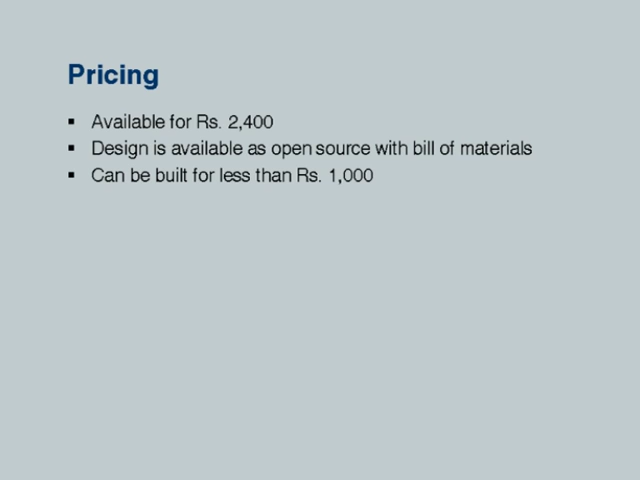 Pricing
▪ Available for Rs. 2,400
▪ Design is available as open source with bill of materials
▪ Can be built for less than Rs. 1,000